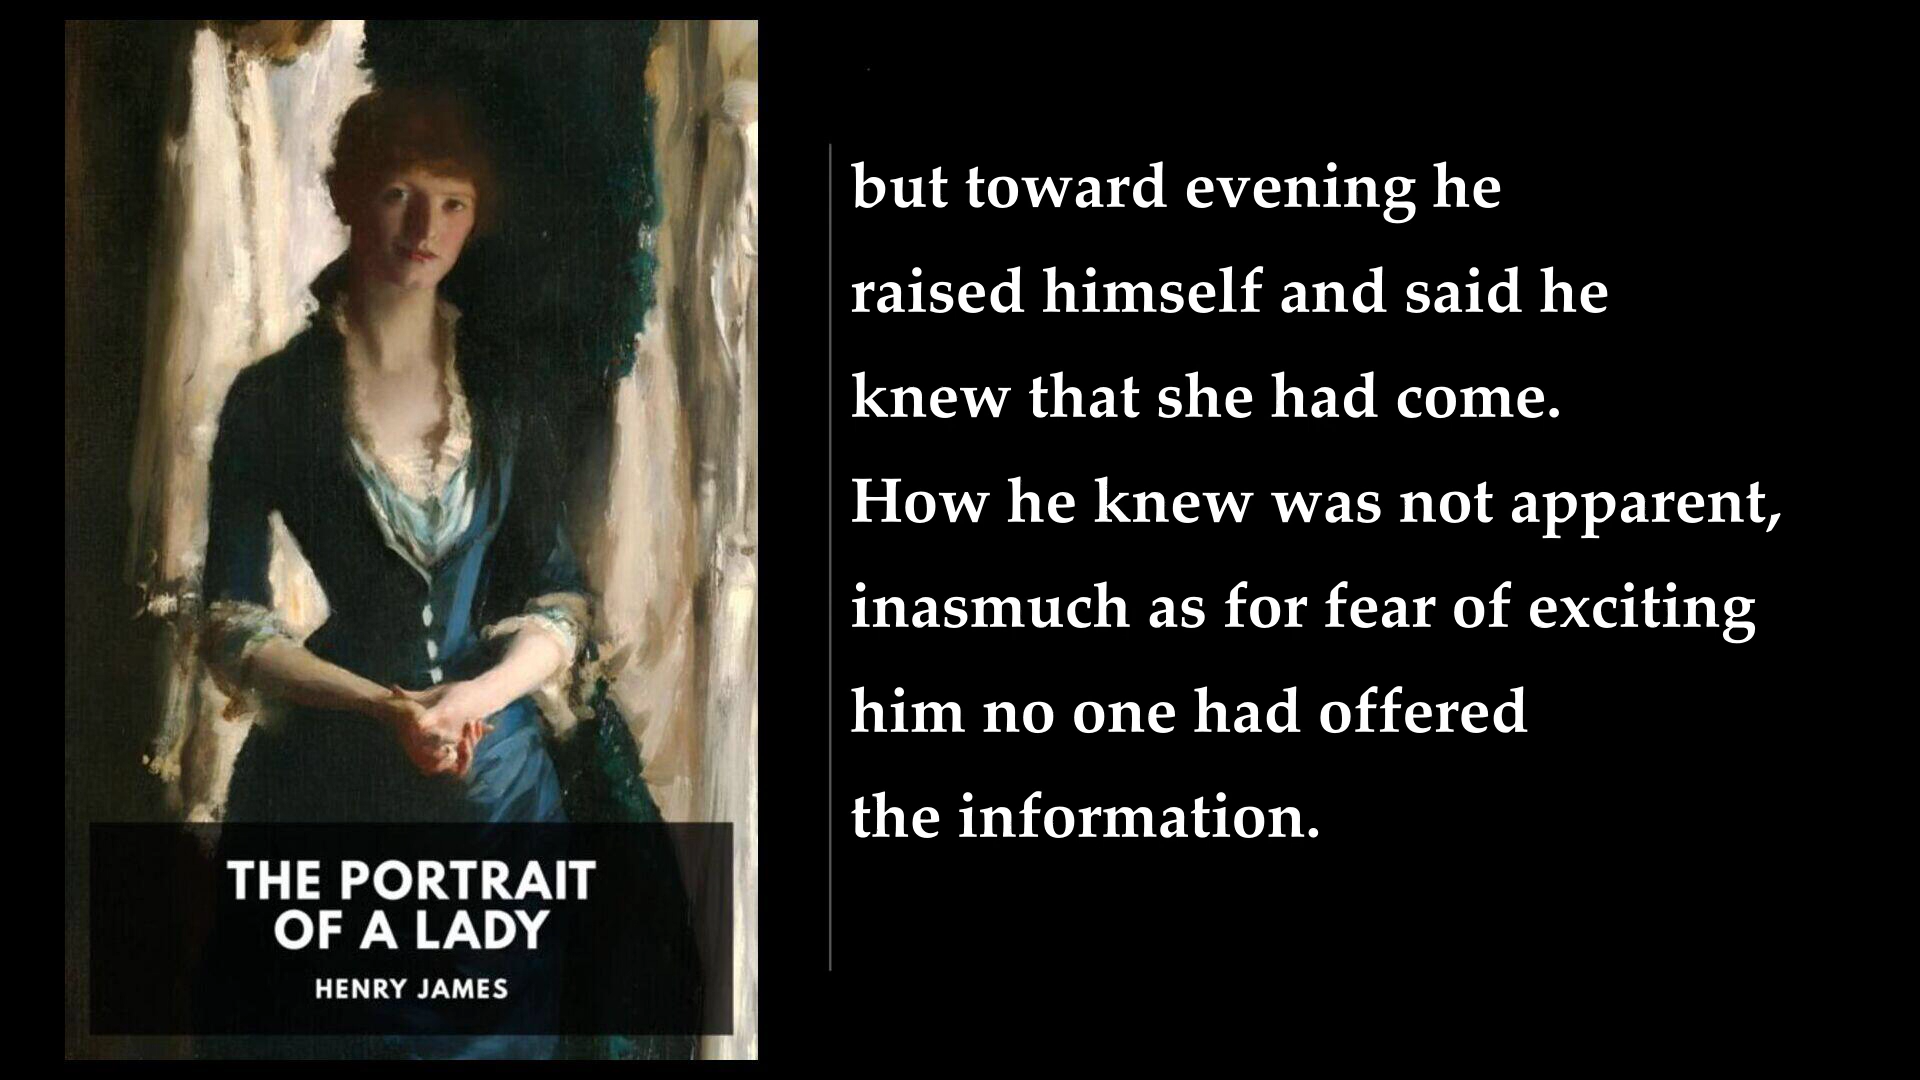 but toward evening he
raised himself and said he
knew that she had come.
How he knew was not apparent,
inasmuch as for fear of exciting
him no one had offered
the information.
THE PORTRAIT
OF A LADY
HENRY JAMES